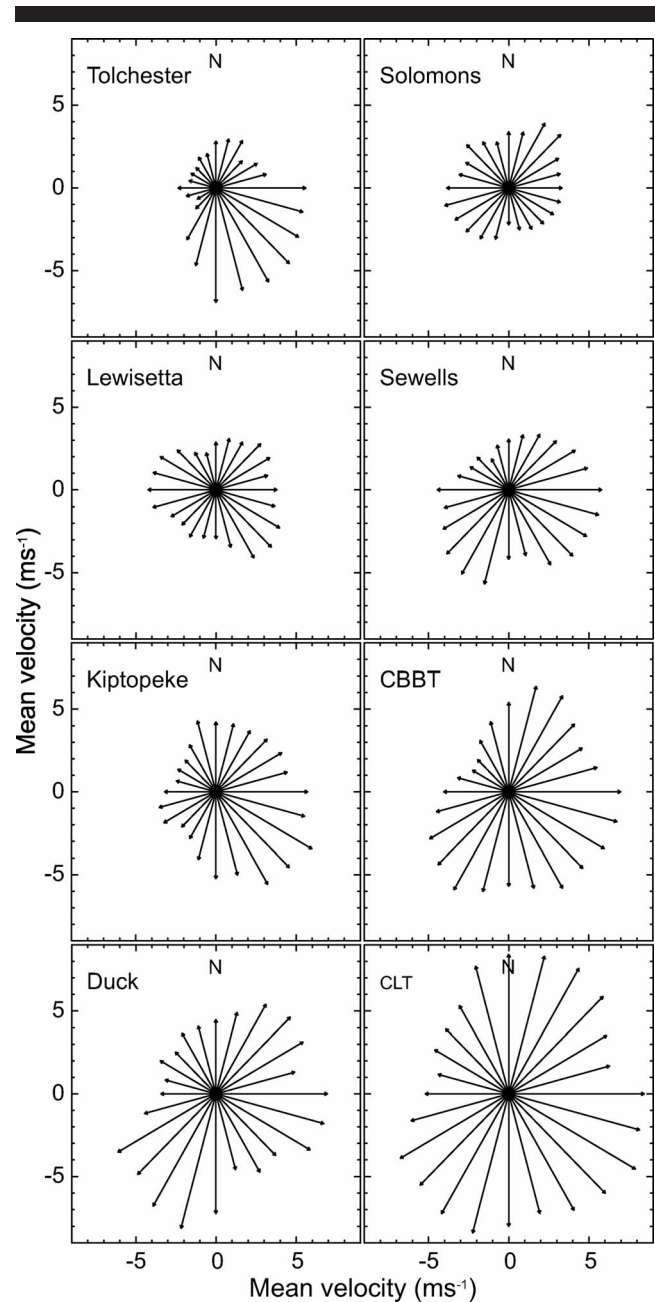 N N
Tolchester Solomons
5
0
-5
N N
Lewisetta Sewells
5
0
-5
Mean velocity (ms-1)
N N
Kiptopeke CBBT
5
0
-5
N N
Duck CLT
5
0
-5
-5 0 5 -5 0 5
Mean velocity (ms-1)